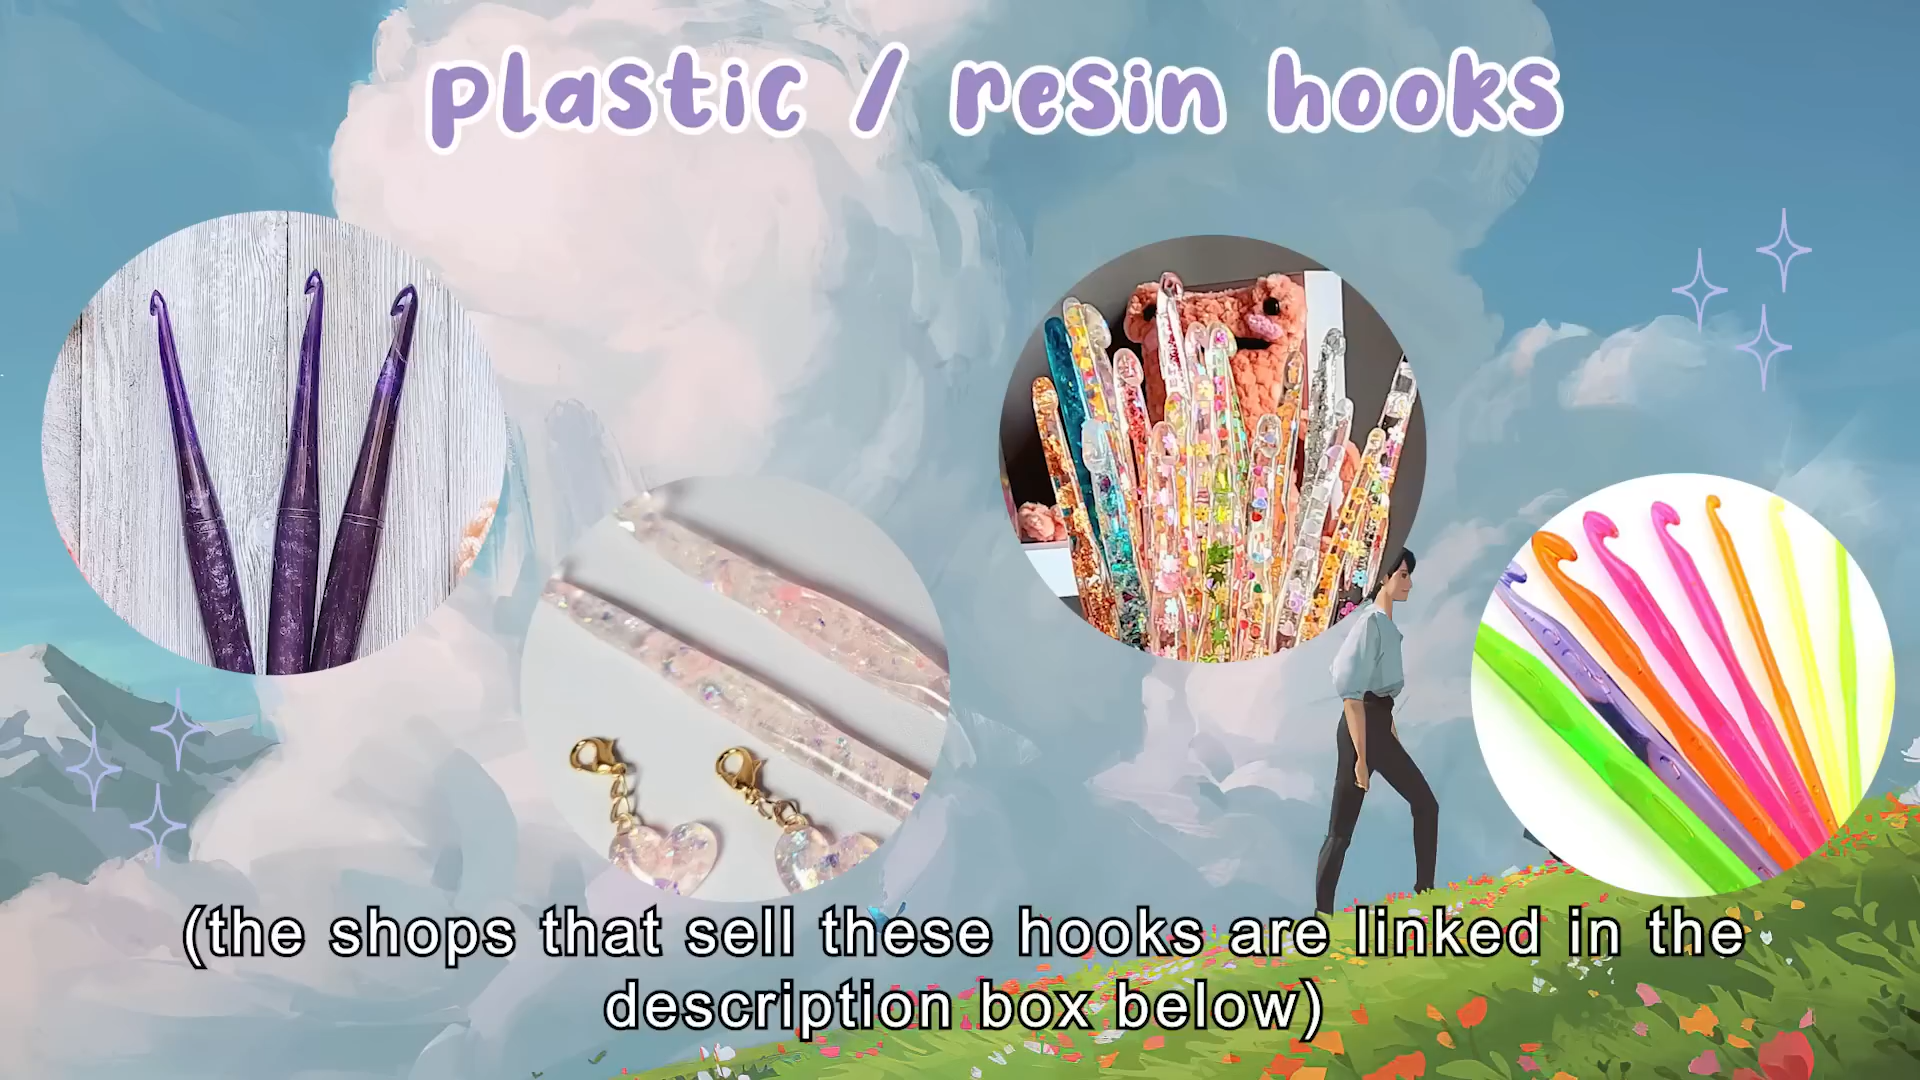 plastic / resin hooks
(the shops that sell these hooks are linked in the
description box below)